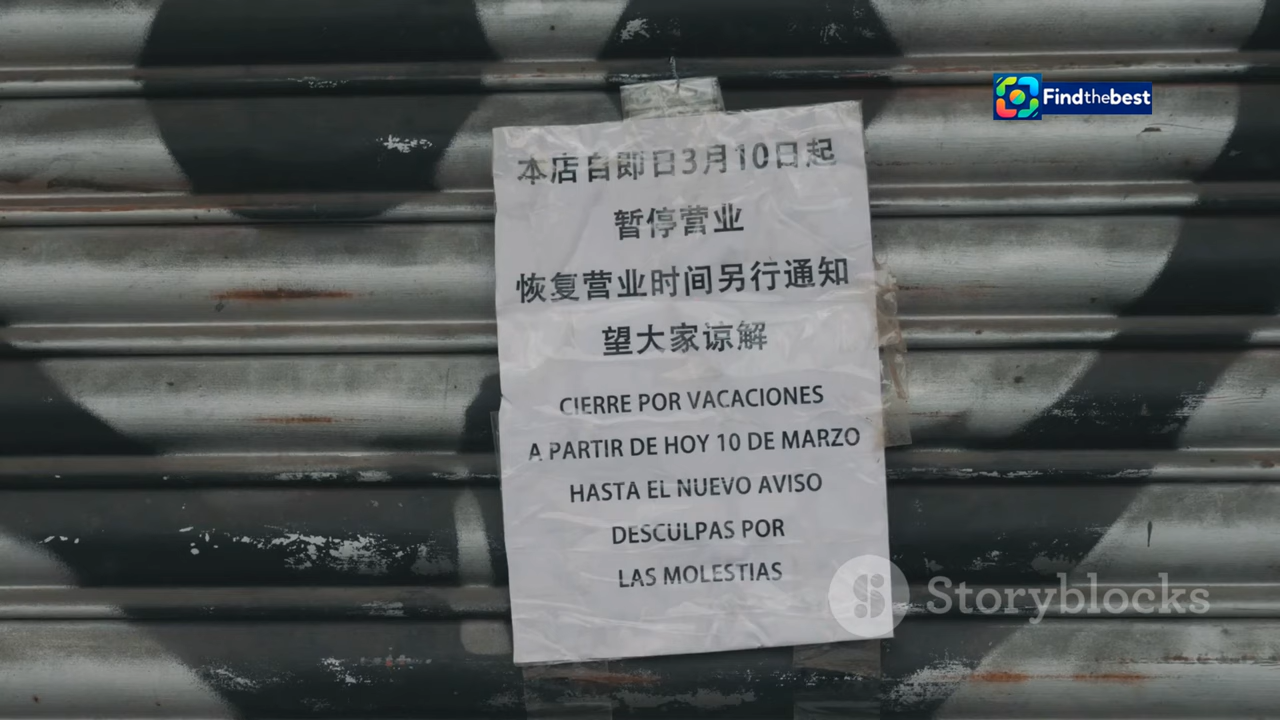 Findthebest
本店自即日3月10日起
暂停营业
恢复营业时间另行通知
望大家谅解
CIERRE POR VACACIONES
A PARTIR DE HOY 10 DE MARZO
HASTA EL NUEVO AVISO
DESCULPAS POR
LAS MOLESTIAS
Storyblocks